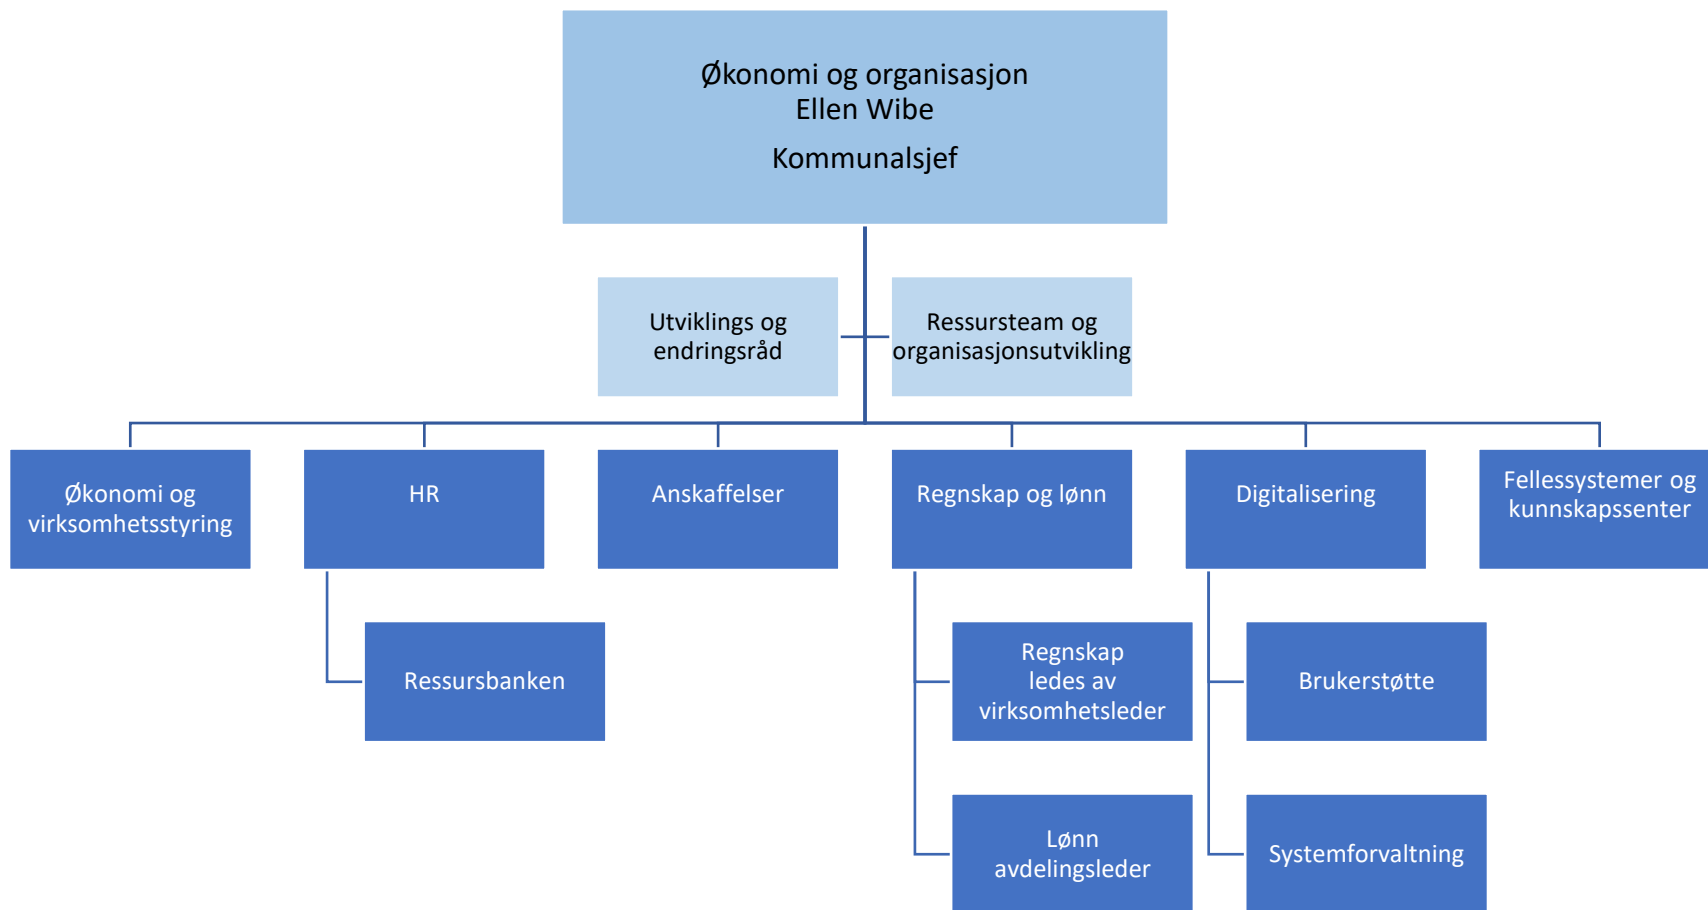 Økonomi og organisasjon
Ellen Wibe
Kommunalsjef
Utviklings og
endringsråd
Ressursteam og
organisasjonsutvikling
Økonomi og
virksomhetsstyring
HR
Anskaffelser
Regnskap og lønn
Digitalisering
Fellessystemer og
kunnskapssenter
Ressursbanken
Regnskap
ledes av
virksomhetsleder
Brukerstøtte
Lønn
avdelingsleder
Systemforvaltning